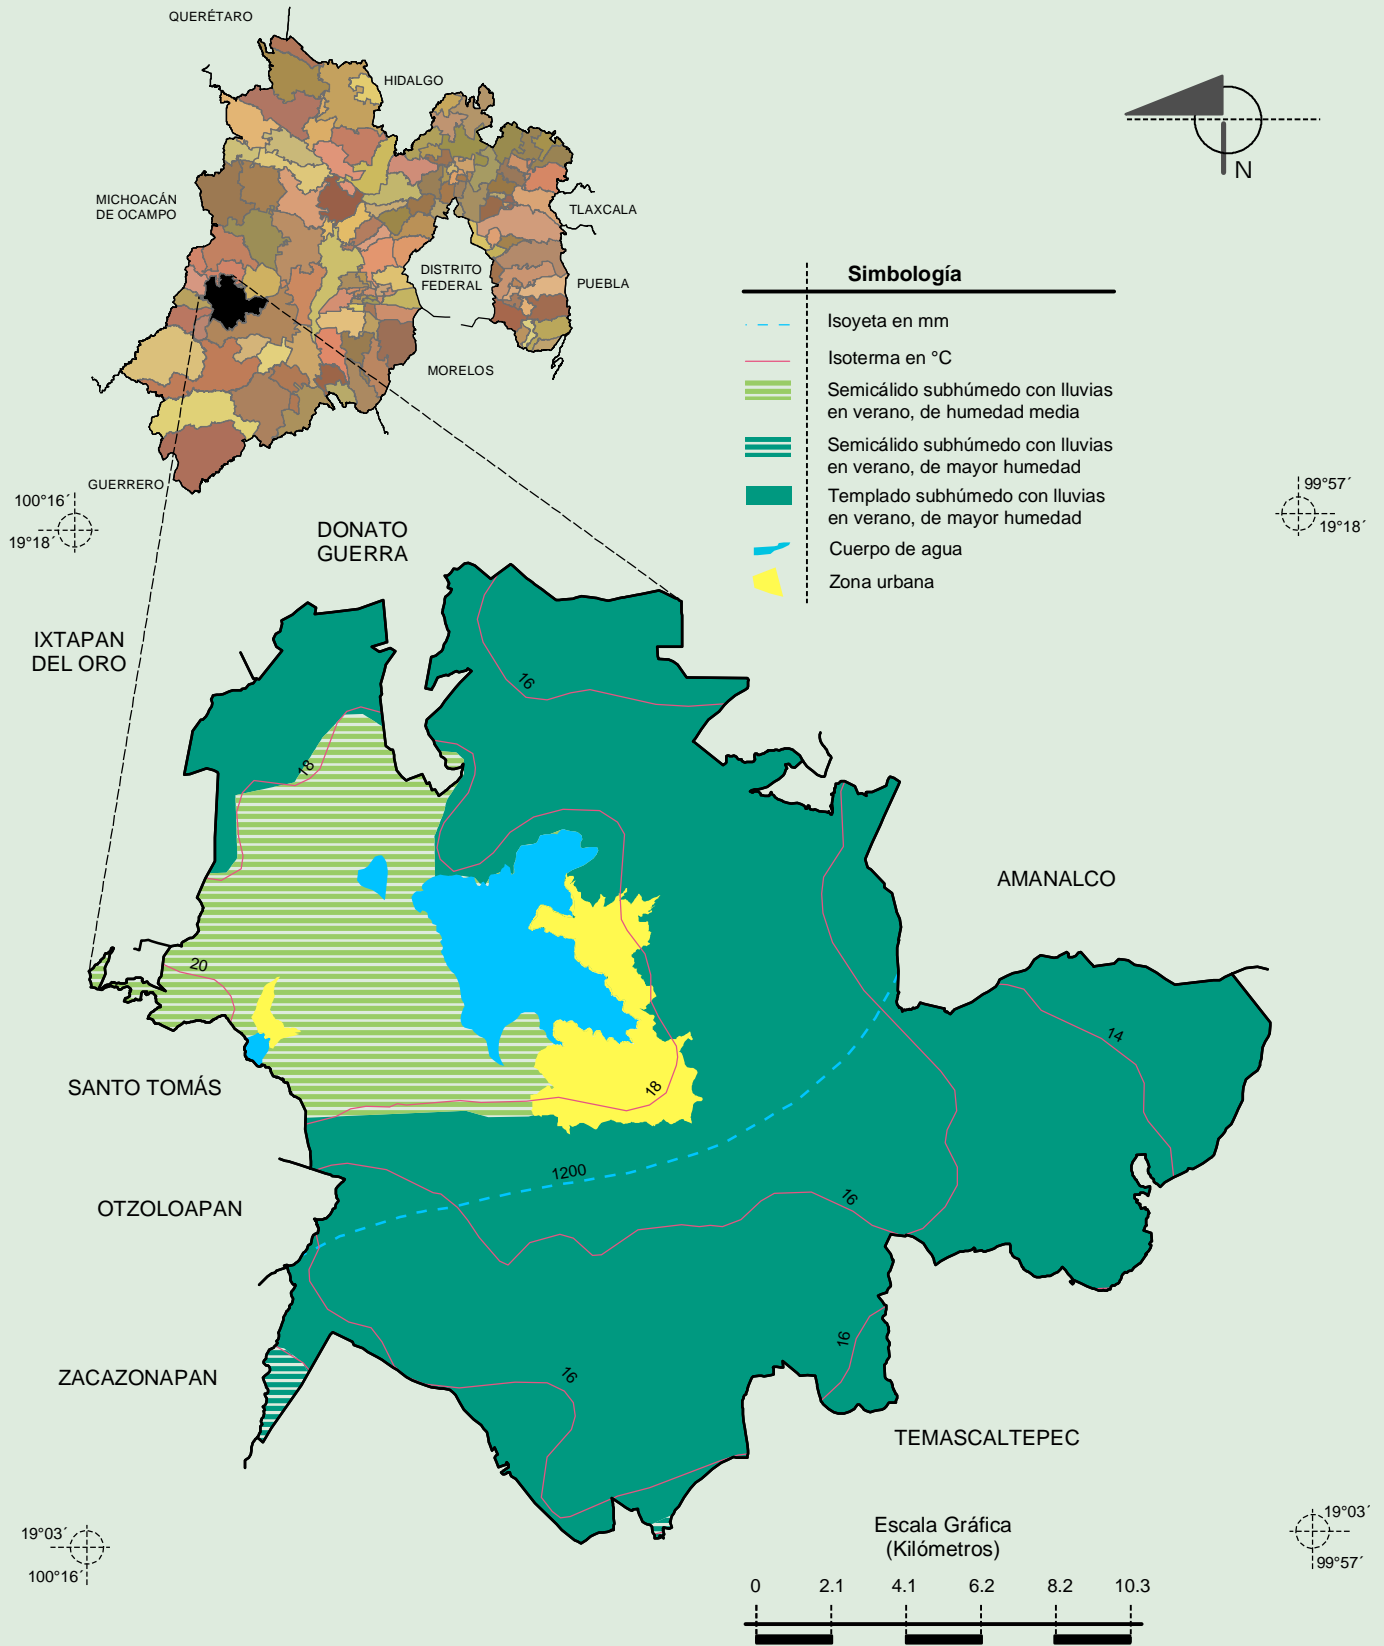 QUERÉTARO
HIDALGO
MICHOACÁN
DE OCAMPO
TLAXCALA
DISTRITO
FEDERAL
PUEBLA
MORELOS
GUERRERO
N
Simbología
Isoyeta en mm
Isoterma en °C
Semicálido subhúmedo con lluvias
en verano, de humedad media
Semicálido subhúmedo con lluvias
en verano, de mayor humedad
Templado subhúmedo con lluvias
en verano, de mayor humedad
Cuerpo de agua
Zona urbana
100°16´
19°18´
99°57´
19°18´
DONATO
GUERRA
IXTAPAN
DEL ORO
16
18
AMANALCO
20
14
SANTO TOMÁS
18
1200
16
OTZOLOAPAN
16
16
ZACAZONAPAN
TEMASCALTEPEC
19°03´
100°16´
19°03´
99°57´
Escala Gráfica
(Kilómetros)
0 2.1 4.1 6.2 8.2 10.3